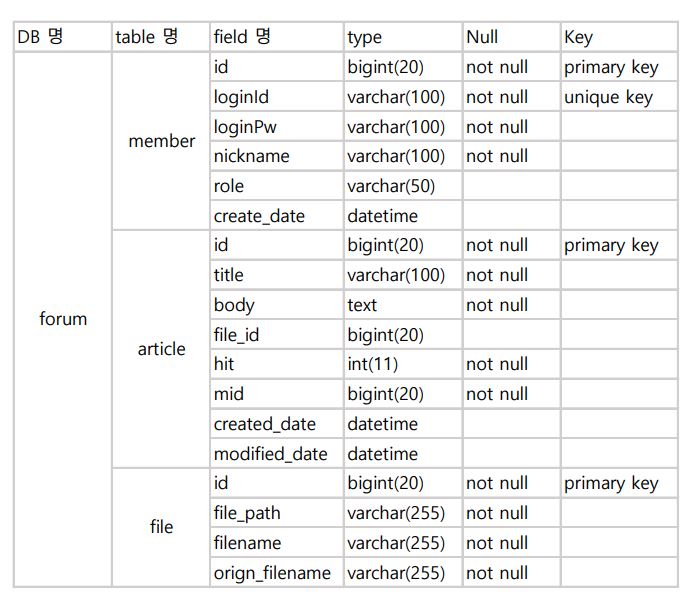 DB 명 table 명 field 명 type Null Key
id bigint(20) not null primary key
loginId varchar(100) not null unique key
loginPw varchar(100) not null
member
nickname varchar(100) not null
role varchar(50)
create_date datetime
id bigint(20) not null primary key
title varchar(100) not null
body text not null
forum
file_id bigint(20)
article
hit int(11) not null
mid bigint(20) not null
created_date datetime
modified_date datetime
id bigint(20) not null primary key
file_path varchar(255) not null
file
filename varchar(255) not null
orign_filename varchar(255) not null